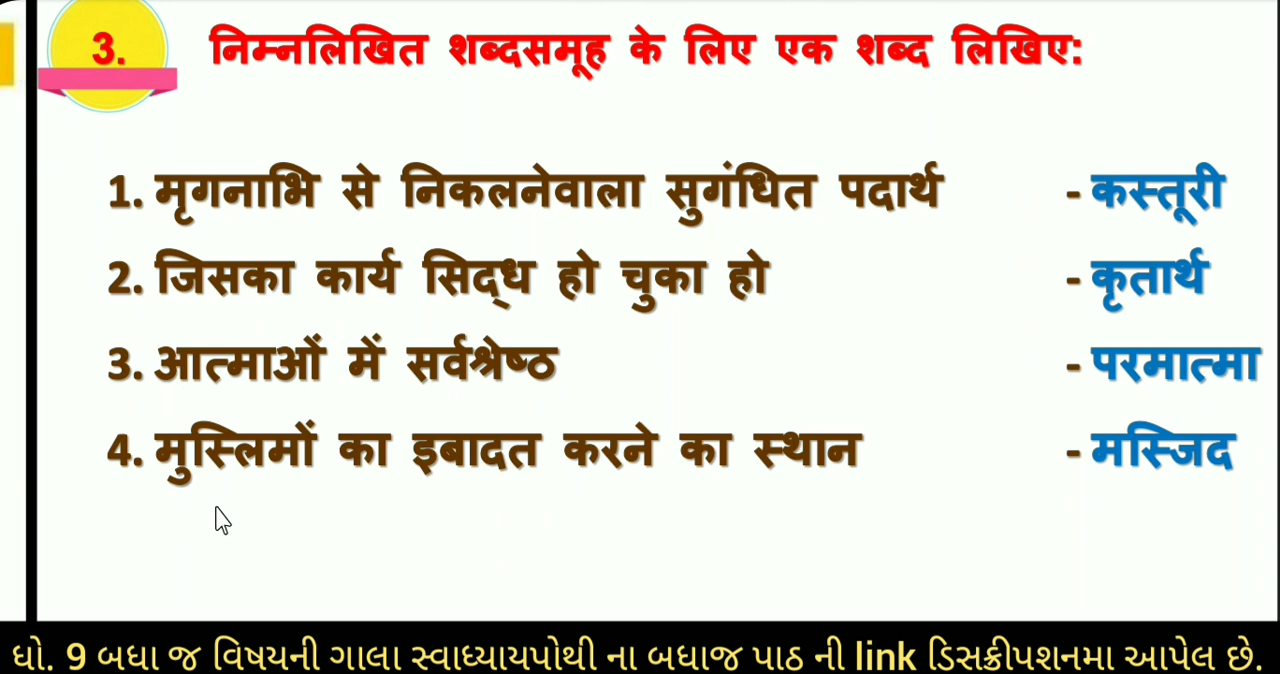 3. निम्नलिखित शब्दसमूह के लिए एक शब्द लिखिए:
1. मृगनाभि से निकलनेवाला सुगंधित पदार्थ - कस्तूरी
2. जिसका कार्य सिद्ध हो चुका हो - कृतार्थ
3. आत्माओं में सर्वश्रेष्ठ - परमात्मा
4. मुस्लिमों का इबादत करने का स्थान - मस्जिद
ધો. 9 બધા જ વિષયની ગાલા સ્વાધ્યાયપોથી ના બધાજ પાઠ ની link ડિસક્રીપશનમા આપેલ છે.